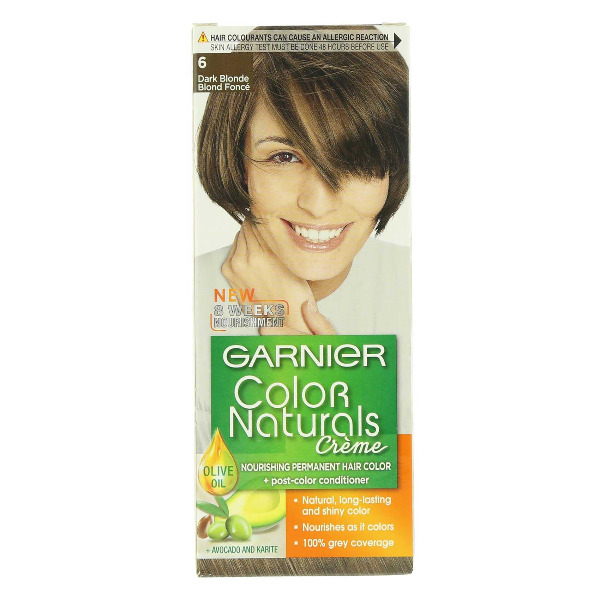 HAIR COLOURANTS CAN CAUSE AN ALLERGIC REACTION
SKIN ALLERGY TEST MUST BE DONE 48 HOURS BEFORE USE
6
Dark Blonde
Blond Foncé
NEW
8 WEEKS
NOURISHMENT
GARNIER
Color
Naturals
Crème
NOURISHING PERMANENT HAIR COLOR
+ post-color conditioner
OLIVE
OIL
• Natural, long-lasting
and shiny color
• Nourishes as it colors
• 100% grey coverage
+ AVOCADO AND KARITE